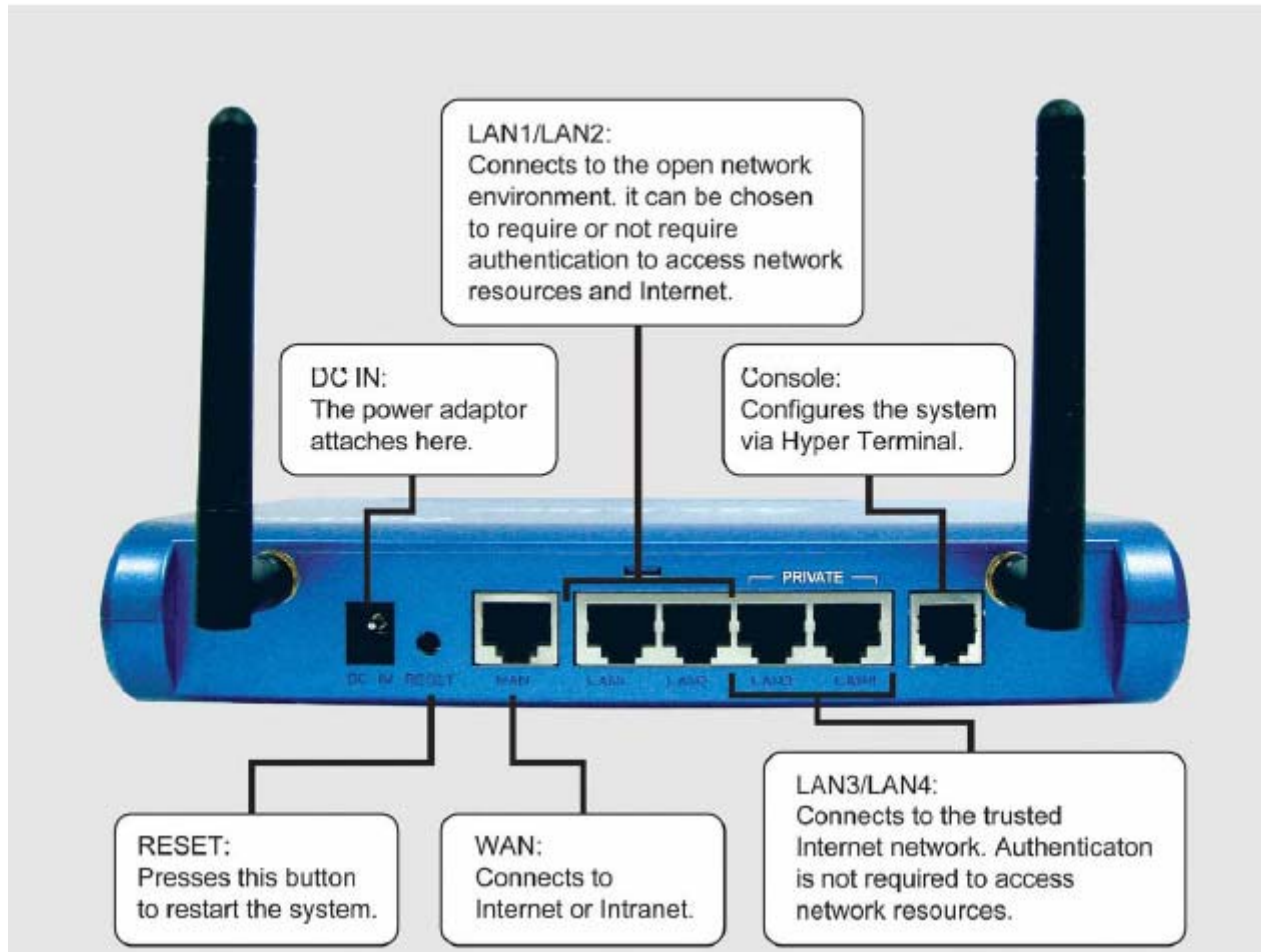 LAN1/LAN2:
Connects to the open network
environment. it can be chosen
to require or not require
authentication to access network
resources and Internet.
DC IN:
The power adaptor
attaches here.
Console:
Configures the system
via Hyper Terminal.
PRIVATE
DC IN RESET WAN LAN1 LAN2 LAN3 LAN4
RESET:
Presses this button
to restart the system.
WAN:
Connects to
Internet or Intranet.
LAN3/LAN4:
Connects to the trusted
Internet network. Authenticaton
is not required to access
network resources.